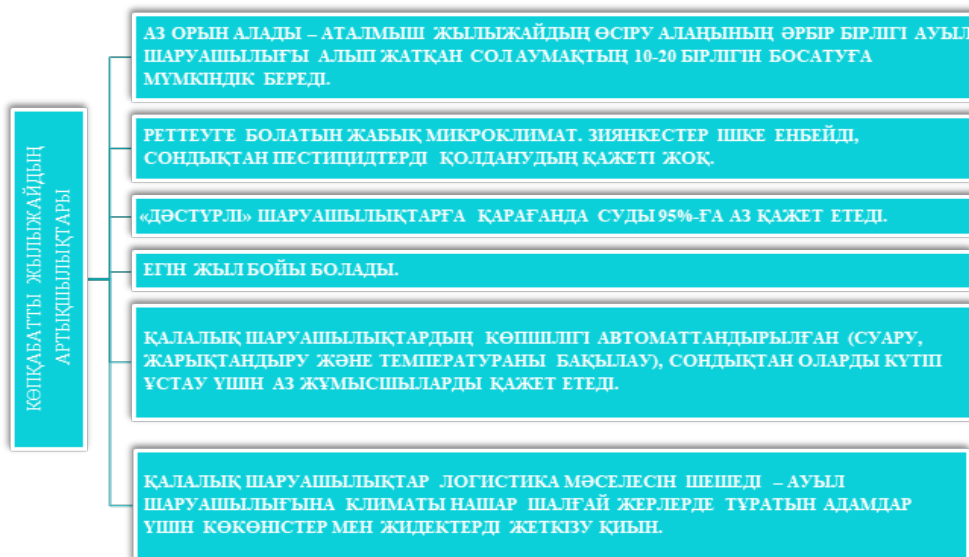 КӨПҚАБАТТЫ ЖЫЛЫЖАЙДЫҢ
АРТЫҚШЫЛЫҚТАРЫ
АЗ ОРЫН АЛАДЫ – АТАЛМЫШ ЖЫЛЫЖАЙДЫҢ ӨСІРУ АЛАҢЫНЫҢ ӘРБІР БІРЛІГІ АУЫЛ
ШАРУАШЫЛЫҒЫ АЛЫП ЖАТҚАН СОЛ АУМАҚТЫҢ 10-20 БІРЛІГІН БОСАТУҒА
МҮМКІНДІК БЕРЕДІ.
РЕТТЕУГЕ БОЛАТЫН ЖАБЫҚ МИКРОКЛИМАТ. ЗИЯНКЕСТЕР ІШКЕ ЕНБЕЙДІ,
СОНДЫҚТАН ПЕСТИЦИДТЕРДІ ҚОЛДАНУДЫҢ ҚАЖЕТІ ЖОҚ.
«ДӘСТҮРЛІ» ШАРУАШЫЛЫҚТАРҒА ҚАРАҒАНДА СУДЫ 95%-ҒА АЗ ҚАЖЕТ ЕТЕДІ.
ЕГІН ЖЫЛ БОЙЫ БОЛАДЫ.
ҚАЛАЛЫҚ ШАРУАШЫЛЫҚТАРДЫҢ КӨПШІЛІГІ АВТОМАТТАНДЫРЫЛҒАН (СУАРУ,
ЖАРЫҚТАНДЫРУ ЖӘНЕ ТЕМПЕРАТУРАНЫ БАҚЫЛАУ), СОНДЫҚТАН ОЛАРДЫ КҮТІП
ҰСТАУ ҮШІН АЗ ЖҰМЫСШЫЛАРДЫ ҚАЖЕТ ЕТЕДІ.
ҚАЛАЛЫҚ ШАРУАШЫЛЫҚТАР ЛОГИСТИКА МӘСЕЛЕСІН ШЕШЕДІ – АУЫЛ
ШАРУАШЫЛЫҒЫНА КЛИМАТЫ НАШАР ШАЛҒАЙ ЖЕРЛЕРДЕ ТҰРАТЫН АДАМДАР
ҮШІН КӨКӨНІСТЕР МЕН ЖИДЕКТЕРДІ ЖЕТКІЗУ ҚИЫН.